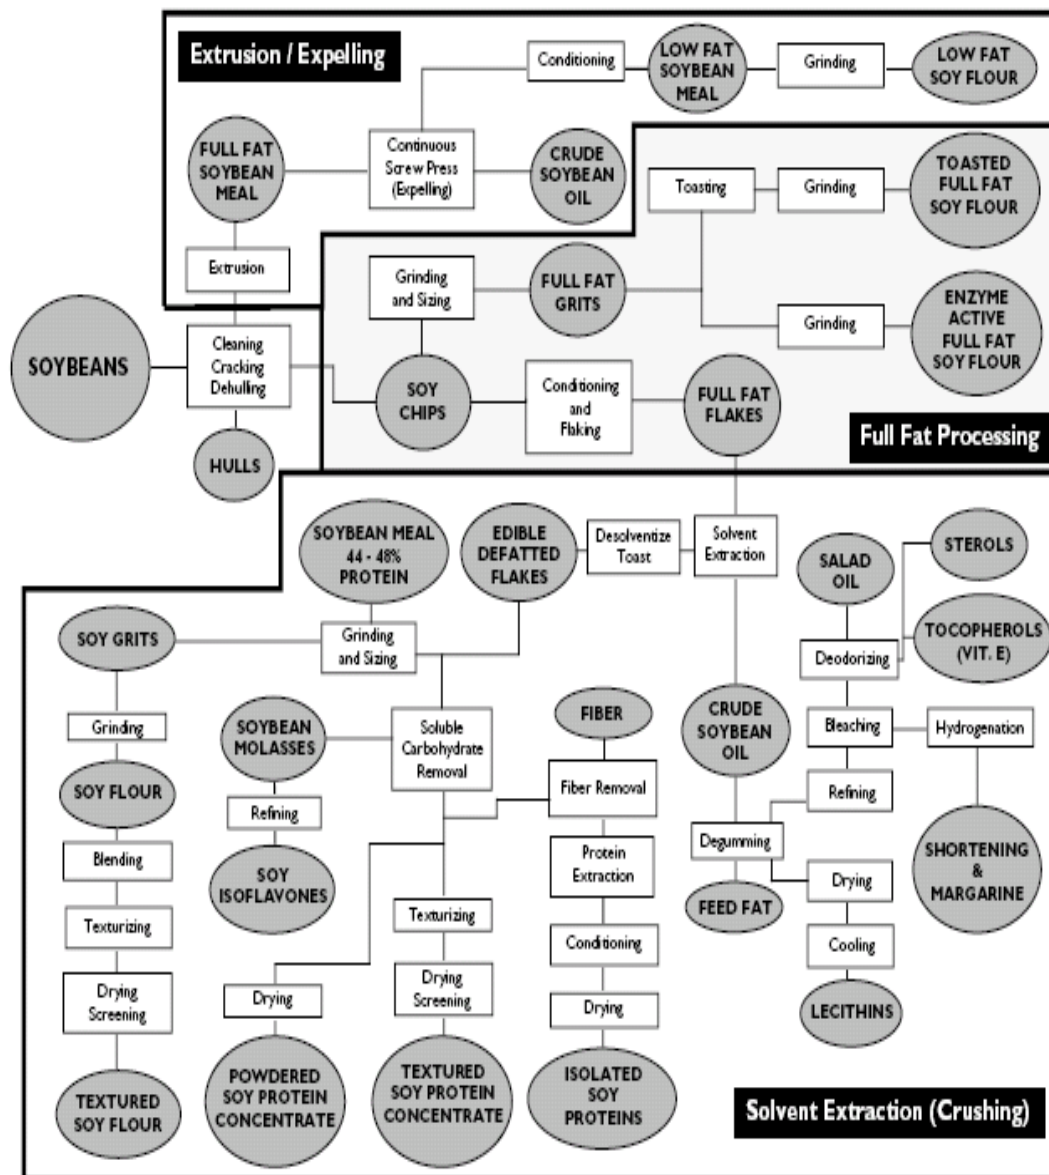 Extrusion / Expelling
Conditioning
LOW FAT
SOYBEAN
MEAL
Grinding
LOW FAT
SOY FLOUR
FULL FAT
SOYBEAN
MEAL
Continuous
Screw Press
(Expelling)
CRUDE
SOYBEAN
OIL
Toasting
Grinding
TOASTED
FULL FAT
SOY FLOUR
Extrusion
Grinding
and Sizing
FULL FAT
GRITS
Grinding
ENZYME
ACTIVE
FULL FAT
SOY FLOUR
SOYBEANS
Cleaning
Cracking
Dehulling
SOY
CHIPS
Conditioning
and
Flaking
FULL FAT
FLAKES
Full Fat Processing
HULLS
SOYBEAN MEAL
44 - 48%
PROTEIN
EDIBLE
DEFATTED
FLAKES
Desolventize
Toast
Solvent
Extraction
SALAD
OIL
STEROLS
SOY GRITS
Grinding
and Sizing
Deodorizing
TOCOPHEROLS
(VIT. E)
Grinding
SOYBEAN
MOLASSES
Soluble
Carbohydrate
Removal
FIBER
CRUDE
SOYBEAN
OIL
Bleaching
Hydrogenation
SOY FLOUR
Refining
Fiber Removal
Refining
Blending
SOY
ISOFLAVONES
Protein
Extraction
Degumming
Drying
SHORTENING
&
MARGARINE
Texturizing
Texturizing
Conditioning
FEED FAT
Cooling
Drying
Screening
Drying
Drying
Screening
Drying
LECITHINS
TEXTURED
SOY FLOUR
POWDERED
SOY PROTEIN
CONCENTRATE
TEXTURED
SOY PROTEIN
CONCENTRATE
ISOLATED
SOY
PROTEINS
Solvent Extraction (Crushing)